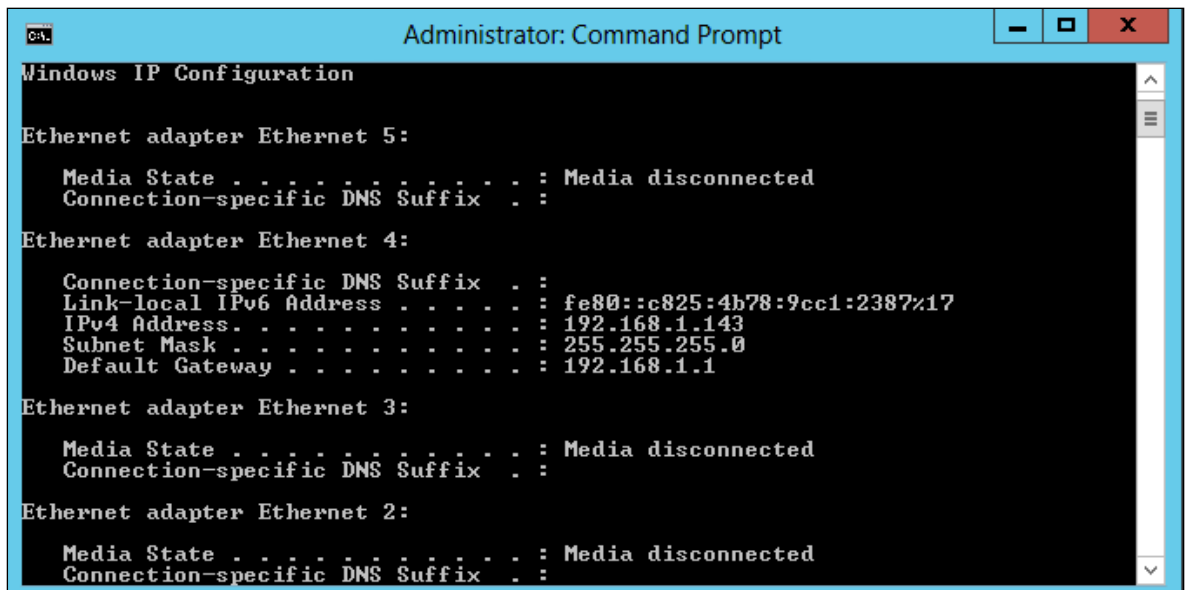 Administrator: Command Prompt
Windows IP Configuration
Ethernet adapter Ethernet 5:
Media State . . . . . . . . . . . : Media disconnected
Connection-specific DNS Suffix  . :
Ethernet adapter Ethernet 4:
Connection-specific DNS Suffix  . :
Link-local IPv6 Address . . . . . : fe80::c825:4b78:9cc1:2387%17
IPv4 Address. . . . . . . . . . . : 192.168.1.143
Subnet Mask . . . . . . . . . . . : 255.255.255.0
Default Gateway . . . . . . . . . : 192.168.1.1
Ethernet adapter Ethernet 3:
Media State . . . . . . . . . . . : Media disconnected
Connection-specific DNS Suffix  . :
Ethernet adapter Ethernet 2:
Media State . . . . . . . . . . . : Media disconnected
Connection-specific DNS Suffix  . :